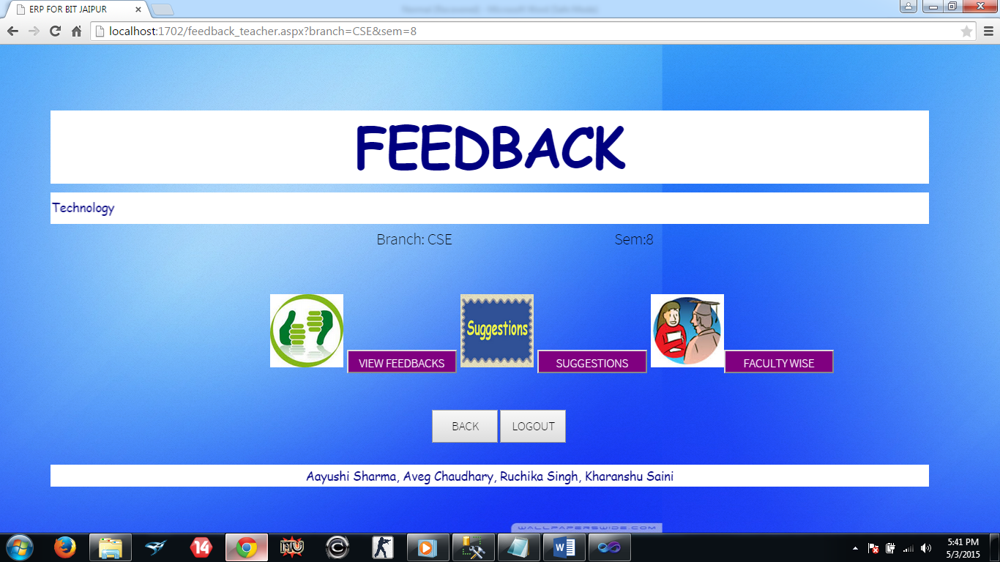 ERP FOR BIT JAIPUR
localhost:1702/feedback_teacher.aspx?branch=CSE&sem=8
FEEDBACK
Technology
Branch: CSE Sem:8
Suggestions
VIEW FEEDBACKS SUGGESTIONS FACULTY WISE
BACK LOGOUT
Aayushi Sharma, Aveg Chaudhary, Ruchika Singh, Kharanshu Saini
WALLPAPERSWIDE.COM
14 MU C W
5:41 PM
5/3/2015